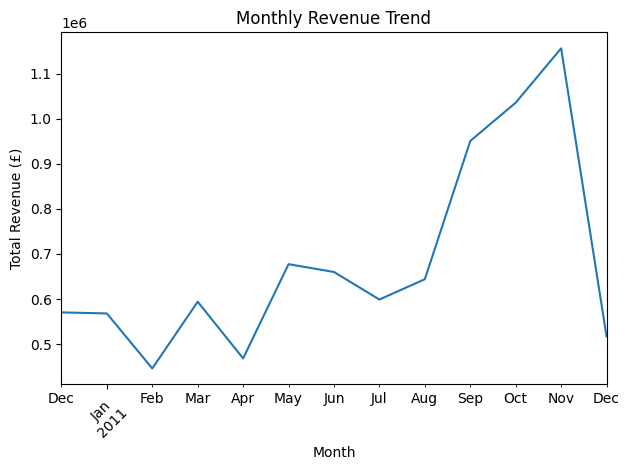 Monthly Revenue Trend
1e6
1.1
1.0
0.9
0.8
0.7
0.6
0.5
Total Revenue (£)
Dec Jan Feb Mar Apr May Jun Jul Aug Sep Oct Nov Dec
2011
Month